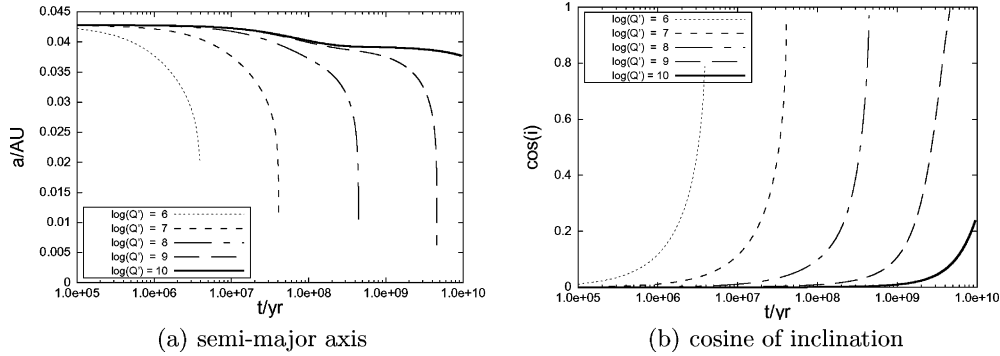 0.045
0.04
0.035
0.03
0.025
0.02
0.015
0.01
0.005
0
a/AU
log(Q') = 6
log(Q') = 7
log(Q') = 8
log(Q') = 9
log(Q') = 10
1.0e+05 1.0e+06 1.0e+07 1.0e+08 1.0e+09 1.0e+10
t/yr
(a) semi-major axis
1
0.8
0.6
0.4
0.2
0
cos(i)
log(Q') = 6
log(Q') = 7
log(Q') = 8
log(Q') = 9
log(Q') = 10
1.0e+05 1.0e+06 1.0e+07 1.0e+08 1.0e+09 1.0e+10
t/yr
(b) cosine of inclination